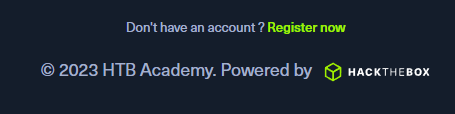 Don't have an account ? Register now
© 2023 HTB Academy. Powered by HACKTHEBOX